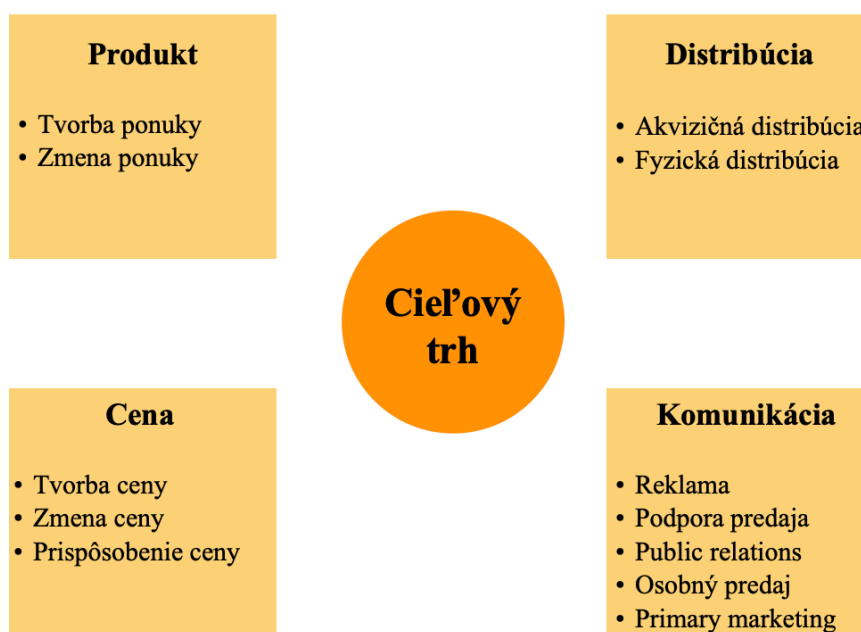 Produkt
• Tvorba ponuky
• Zmena ponuky
Distribúcia
• Akvizičná distribúcia
• Fyzická distribúcia
Cieľový
trh
Cena
• Tvorba ceny
• Zmena ceny
• Prispôsobenie ceny
Komunikácia
• Reklama
• Podpora predaja
• Public relations
• Osobný predaj
• Primary marketing